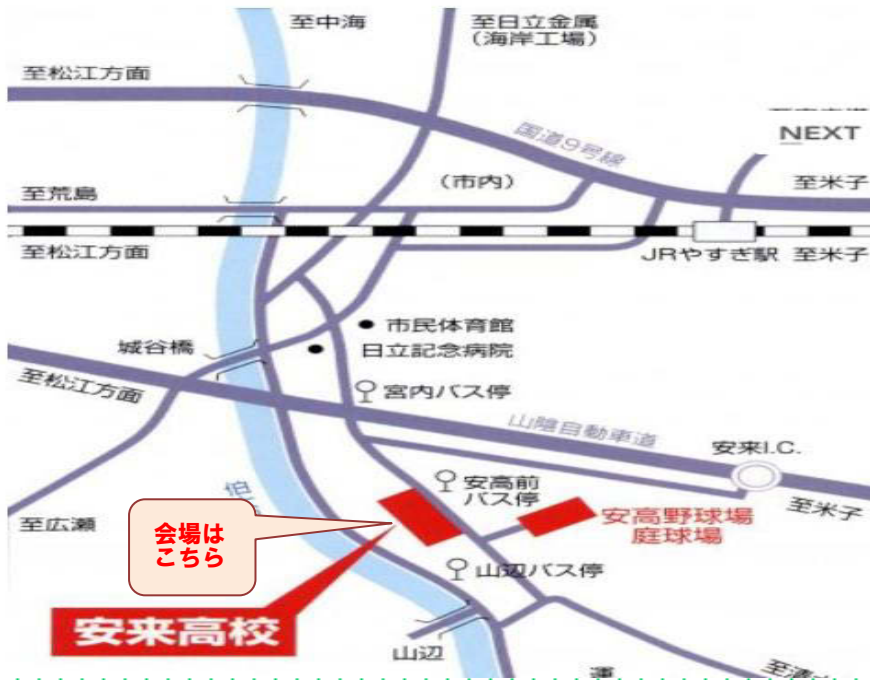 至中海
至日立金属
(海岸工場)
至松江方面
国道9号線
NEXT
(市内)
至米子
至荒島
至松江方面
JRやすぎ駅
至米子
市民体育館
城谷橋
日立記念病院
至松江方面
宮内バス停
山陰自動車道
安来I.C.
安高前
バス停
至米子
至広瀬
会場は
こちら
安高野球場
庭球場
山辺バス停
安来高校
山辺